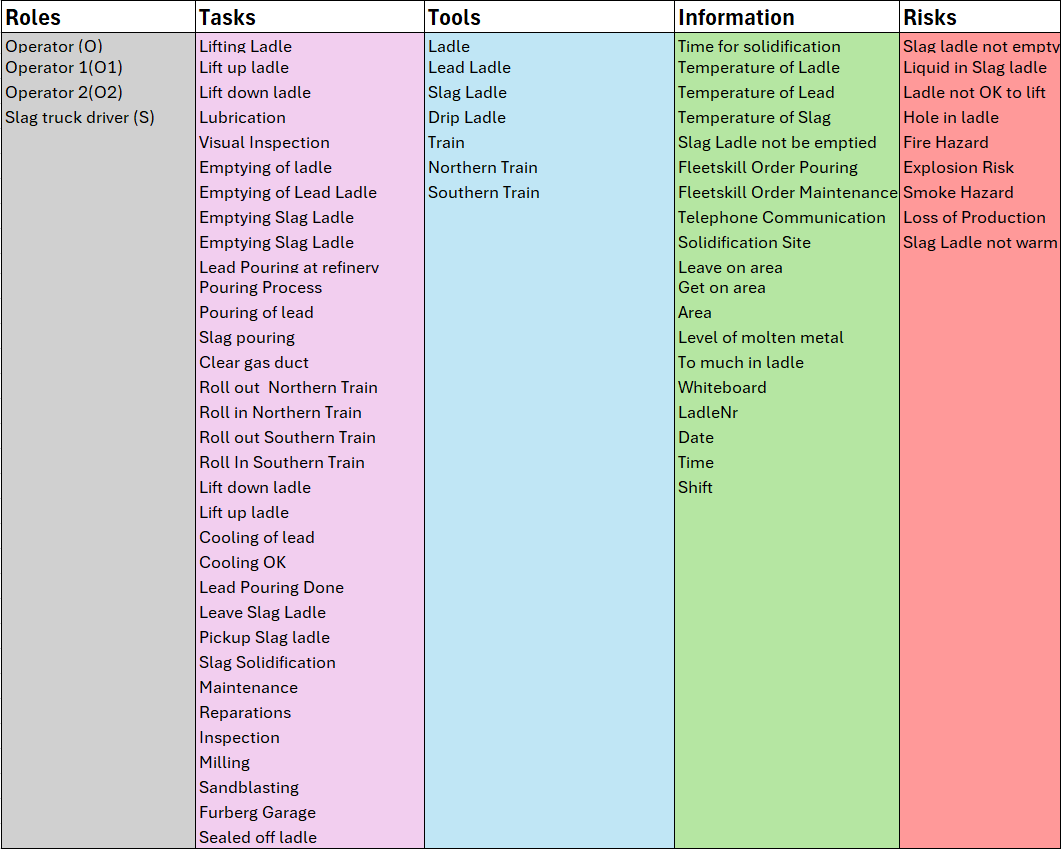 Roles Tasks Tools Information Risks
Operator (O) Lifting Ladle Ladle Time for solidification Slag ladle not empty
Operator 1(O1) Lift up ladle Lead Ladle Temperature of Ladle Liquid in Slag ladle
Operator 2(O2) Lift down ladle Slag Ladle Temperature of Lead Ladle not OK to lift
Slag truck driver (S) Lubrication Drip Ladle Temperature of Slag Hole in ladle
Visual Inspection Train Slag Ladle not be emptied Fire Hazard
Emptying of ladle Northern Train Fleetskill Order Pouring Explosion Risk
Emptying of Lead Ladle Southern Train Fleetskill Order Maintenance Smoke Hazard
Emptying Slag Ladle Telephone Communication Loss of Production
Emptying Slag Ladle Solidification Site Slag Ladle not warm
Lead Pouring at refinery Leave on area
Pouring Process Get on area
Pouring of lead Area
Slag pouring Level of molten metal
Clear gas duct To much in ladle
Roll out  Northern Train Whiteboard
Roll in Northern Train LadleNr
Roll out Southern Train Date
Roll In Southern Train Time
Lift down ladle Shift
Lift up ladle
Cooling of lead
Cooling OK
Lead Pouring Done
Leave Slag Ladle
Pickup Slag ladle
Slag Solidification
Maintenance
Reparations
Inspection
Milling
Sandblasting
Furberg Garage
Sealed off ladle